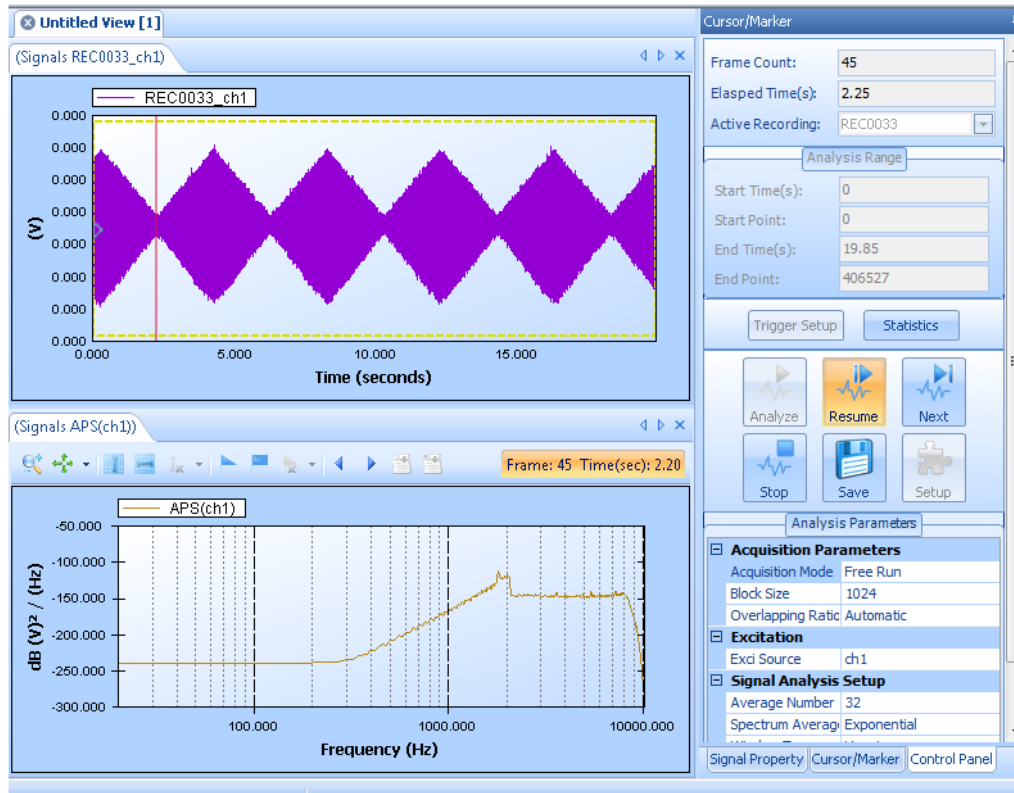 Untitled View [1]
(Signals REC0033_ch1)
REC0033_ch1
0.000
0.000
0.000
0.000
0.000
0.000
0.000
0.000
(V)
0.000
5.000
10.000
15.000
Time (seconds)
(Signals APS(ch1))
Frame: 45 Time(sec): 2.20
APS(ch1)
-50.000
-100.000
-150.000
-200.000
-250.000
-300.000
dB (V)² / (Hz)
100.000
1000.000
10000.000
Frequency (Hz)
Cursor/Marker
Frame Count: 45
Elasped Time(s): 2.25
Active Recording: REC0033
Analysis Range
Start Time(s): 0
Start Point: 0
End Time(s): 19.85
End Point: 406527
Trigger Setup Statistics
Analyze Resume Next
Stop Save Setup
Analysis Parameters
Acquisition Parameters
Acquisition Mode Free Run
Block Size 1024
Overlapping Ratic Automatic
Excitation
Exci Source ch1
Signal Analysis Setup
Average Number 32
Spectrum Averag Exponential
Signal Property Cursor/Marker Control Panel